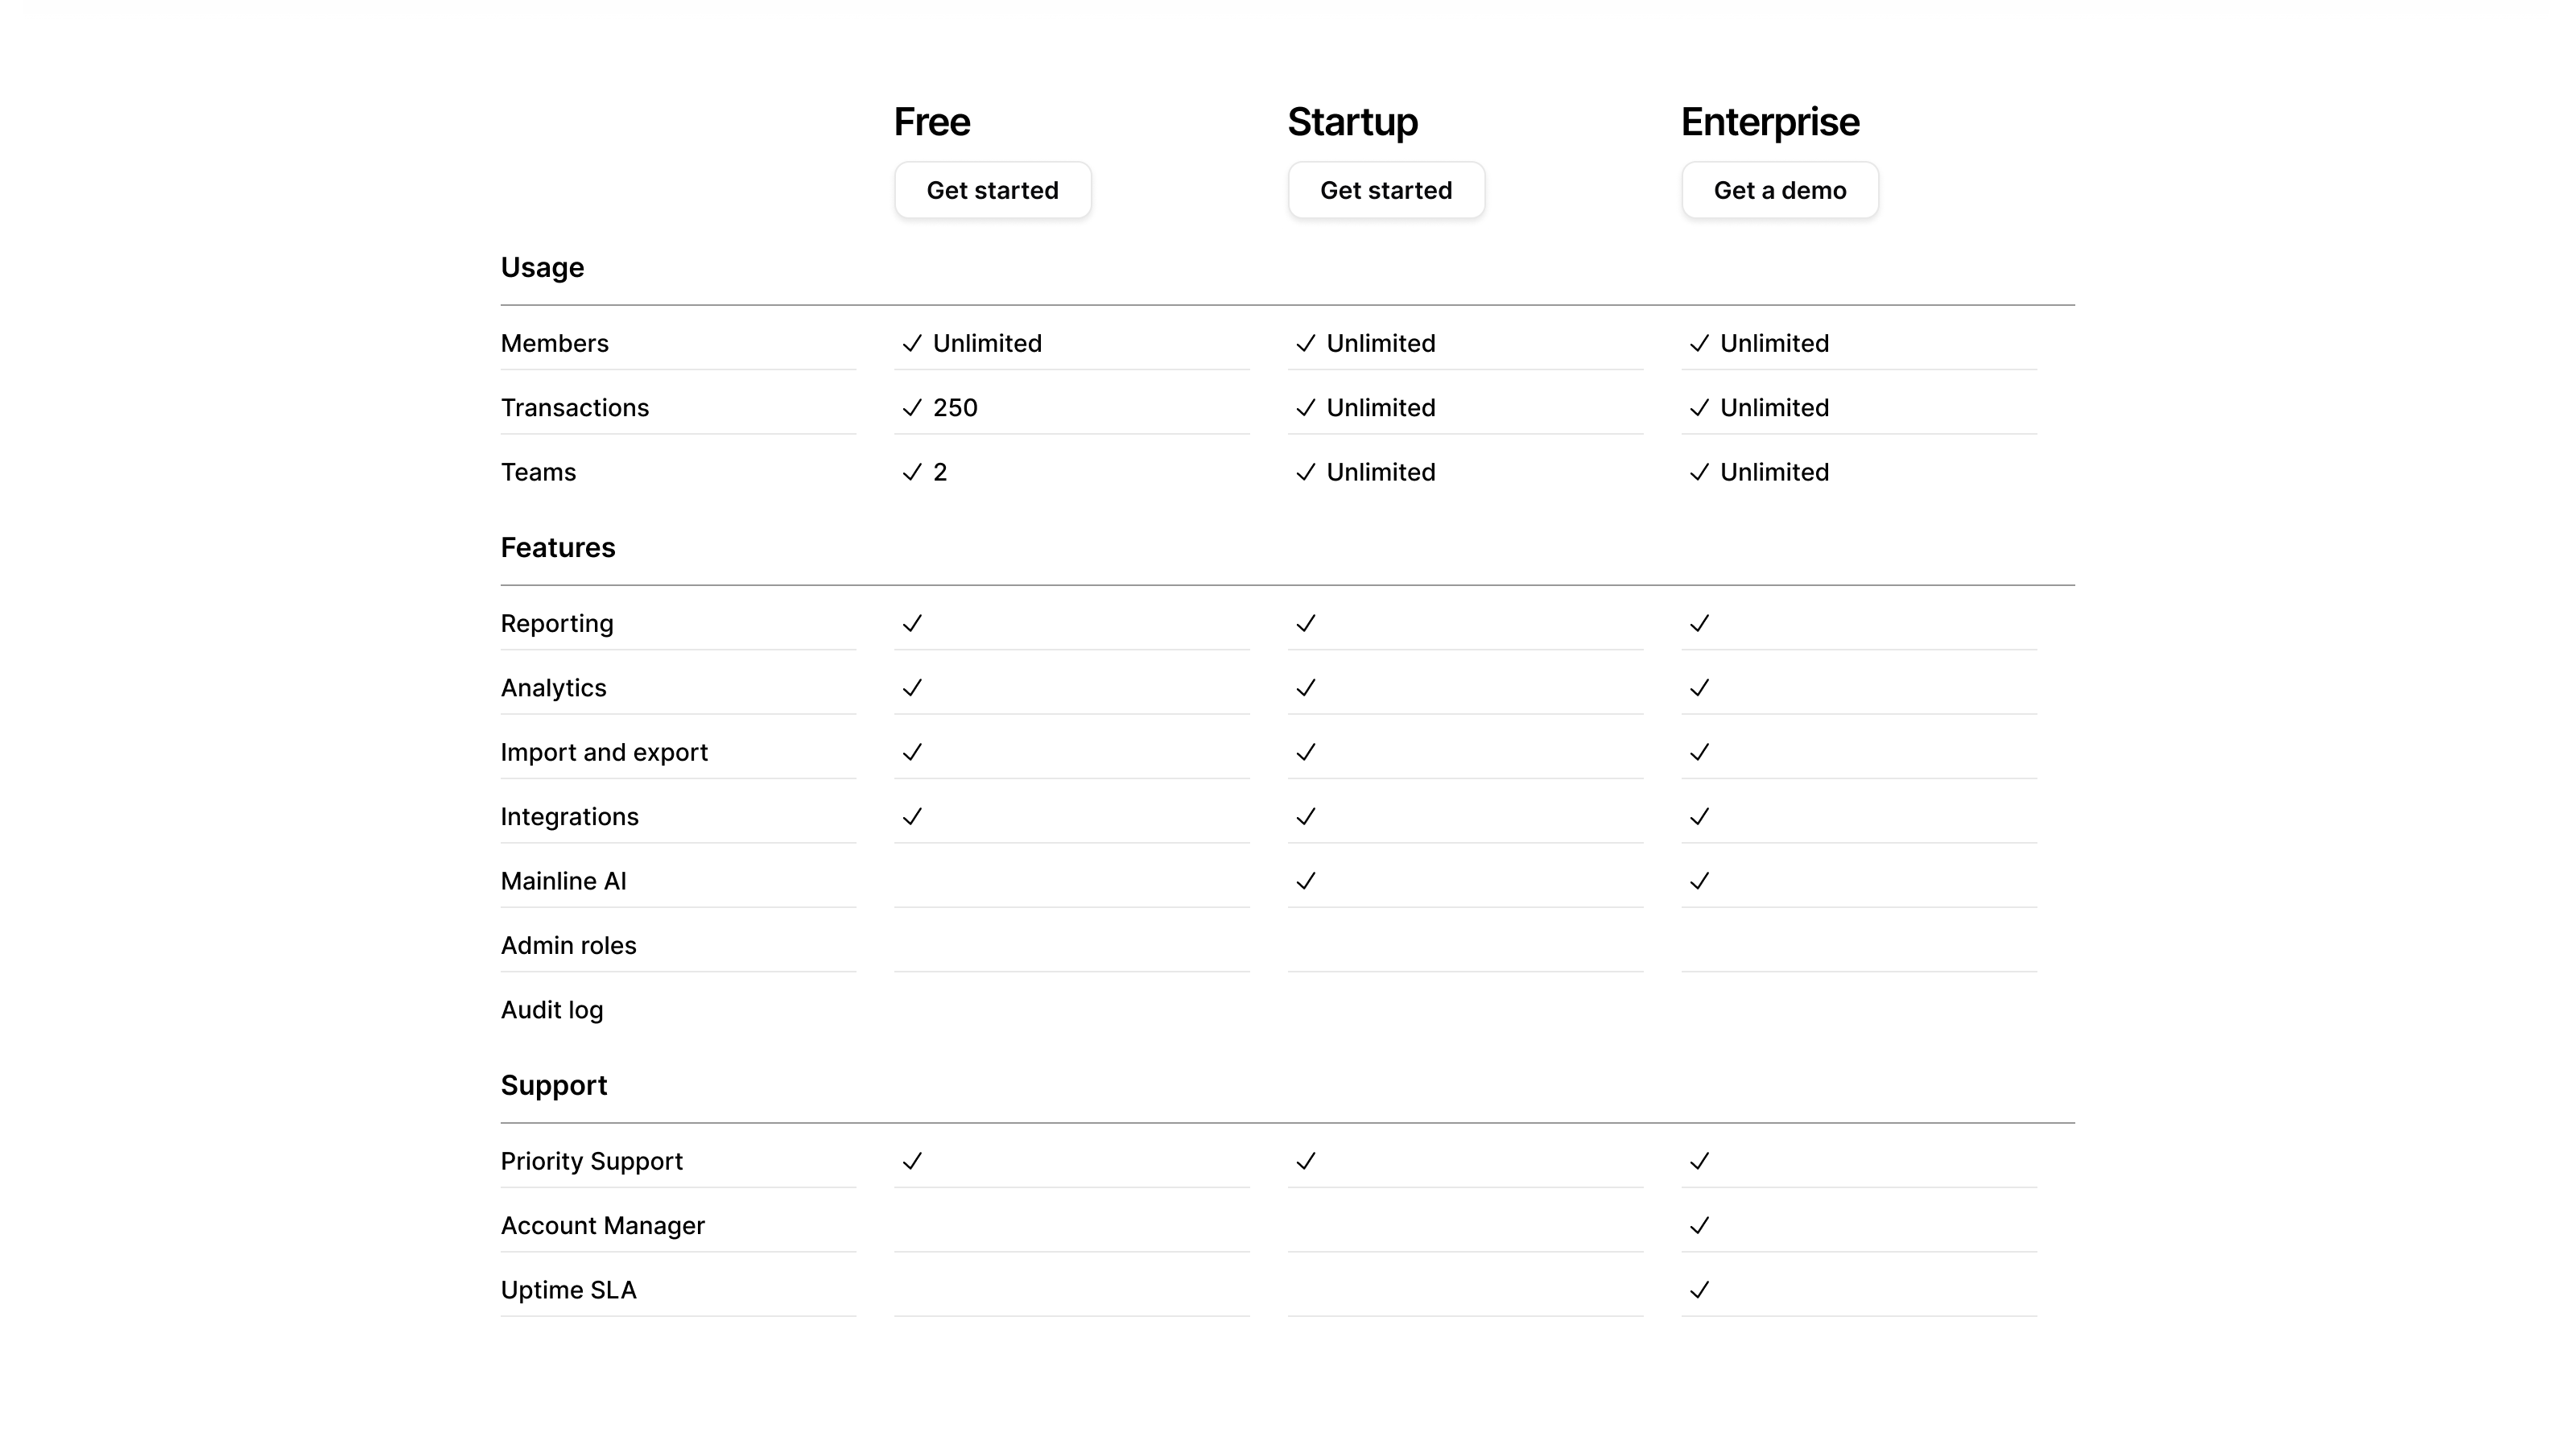 Free Startup Enterprise
Get started Get started Get a demo
Usage
Members ✓ Unlimited ✓ Unlimited ✓ Unlimited
Transactions ✓ 250 ✓ Unlimited ✓ Unlimited
Teams ✓ 2 ✓ Unlimited ✓ Unlimited
Features
Reporting ✓ ✓ ✓
Analytics ✓ ✓ ✓
Import and export ✓ ✓ ✓
Integrations ✓ ✓ ✓
Mainline AI ✓ ✓
Admin roles
Audit log
Support
Priority Support ✓ ✓ ✓
Account Manager ✓
Uptime SLA ✓